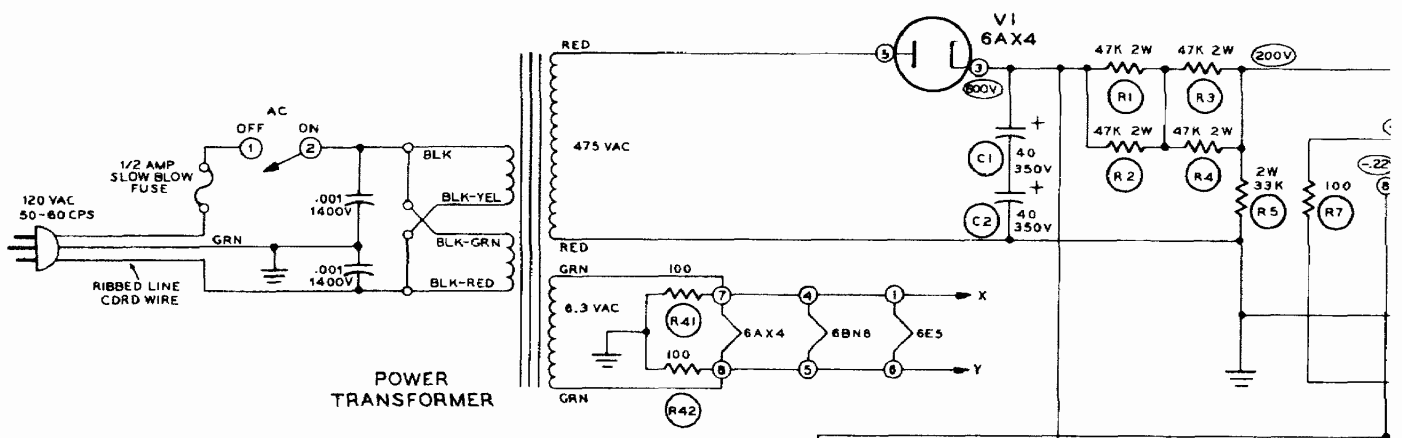 V1
6AX4
RED
5
3
600V
47K 2W
47K 2W
200V
R1
R3
47K 2W
47K 2W
R2
R4
AC
OFF
ON
1
2
1/2 AMP
SLOW BLOW
FUSE
BLK
475 VAC
+
C1
40
350V
+
C2
40
350V
2W
33K
R5
100
R7
-.22
8
120 VAC
50-60 CPS
.001
1400V
BLK-YEL
GRN
BLK-GRN
.001
1400V
BLK-RED
RIBBED LINE
CORD WIRE
RED
GRN
100
6.3 VAC
R41
7
4
1
X
6AX4
6BN8
6E5
100
8
5
6
Y
GRN
R42
POWER
TRANSFORMER